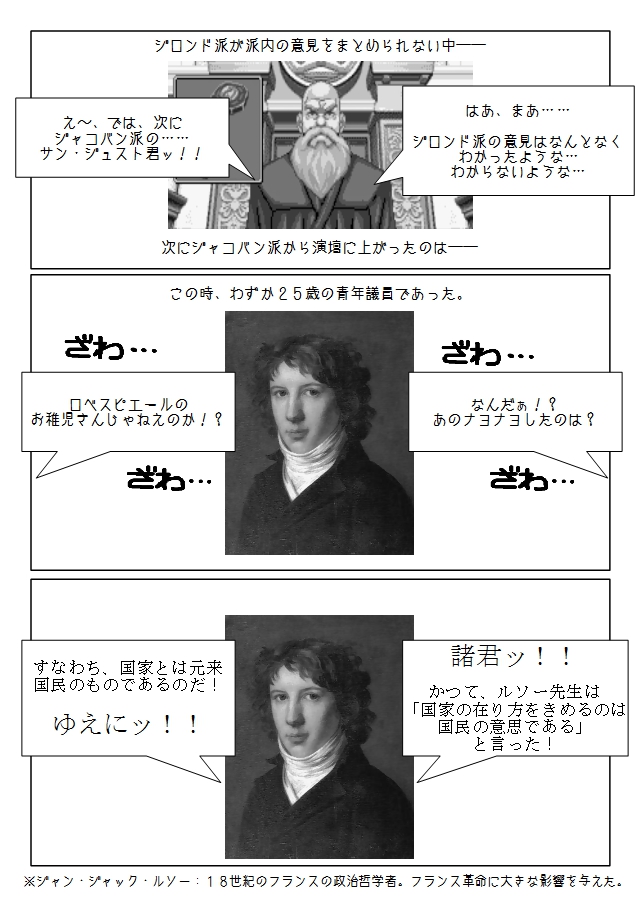 ジロンド派が派内の意見をまとめられない中――
はあ、まあ……
ジロンド派の意見はなんとなく
わかったような…
わからないような…
え～、では、次に
ジャコバン派の……
サン・ジュスト君ッ！！
次にジャコバン派から演壇に上がったのは――
この時、わずか２５歳の青年議員であった。
ざわ…
ざわ…
なんだぁ！？
あのナヨナヨしたのは？
ロベスピエールの
お稚児さんじゃねえのか！？
ざわ…
ざわ…
諸君ッ！！
かつて、ルソー先生は
「国家の在り方をきめるのは
国民の意思である」
と言った！
すなわち、国家とは元来
国民のものであるのだ！
ゆえにッ！！
※ジャン・ジャック・ルソー：１８世紀のフランスの政治哲学者。フランス革命に大きな影響を与えた。